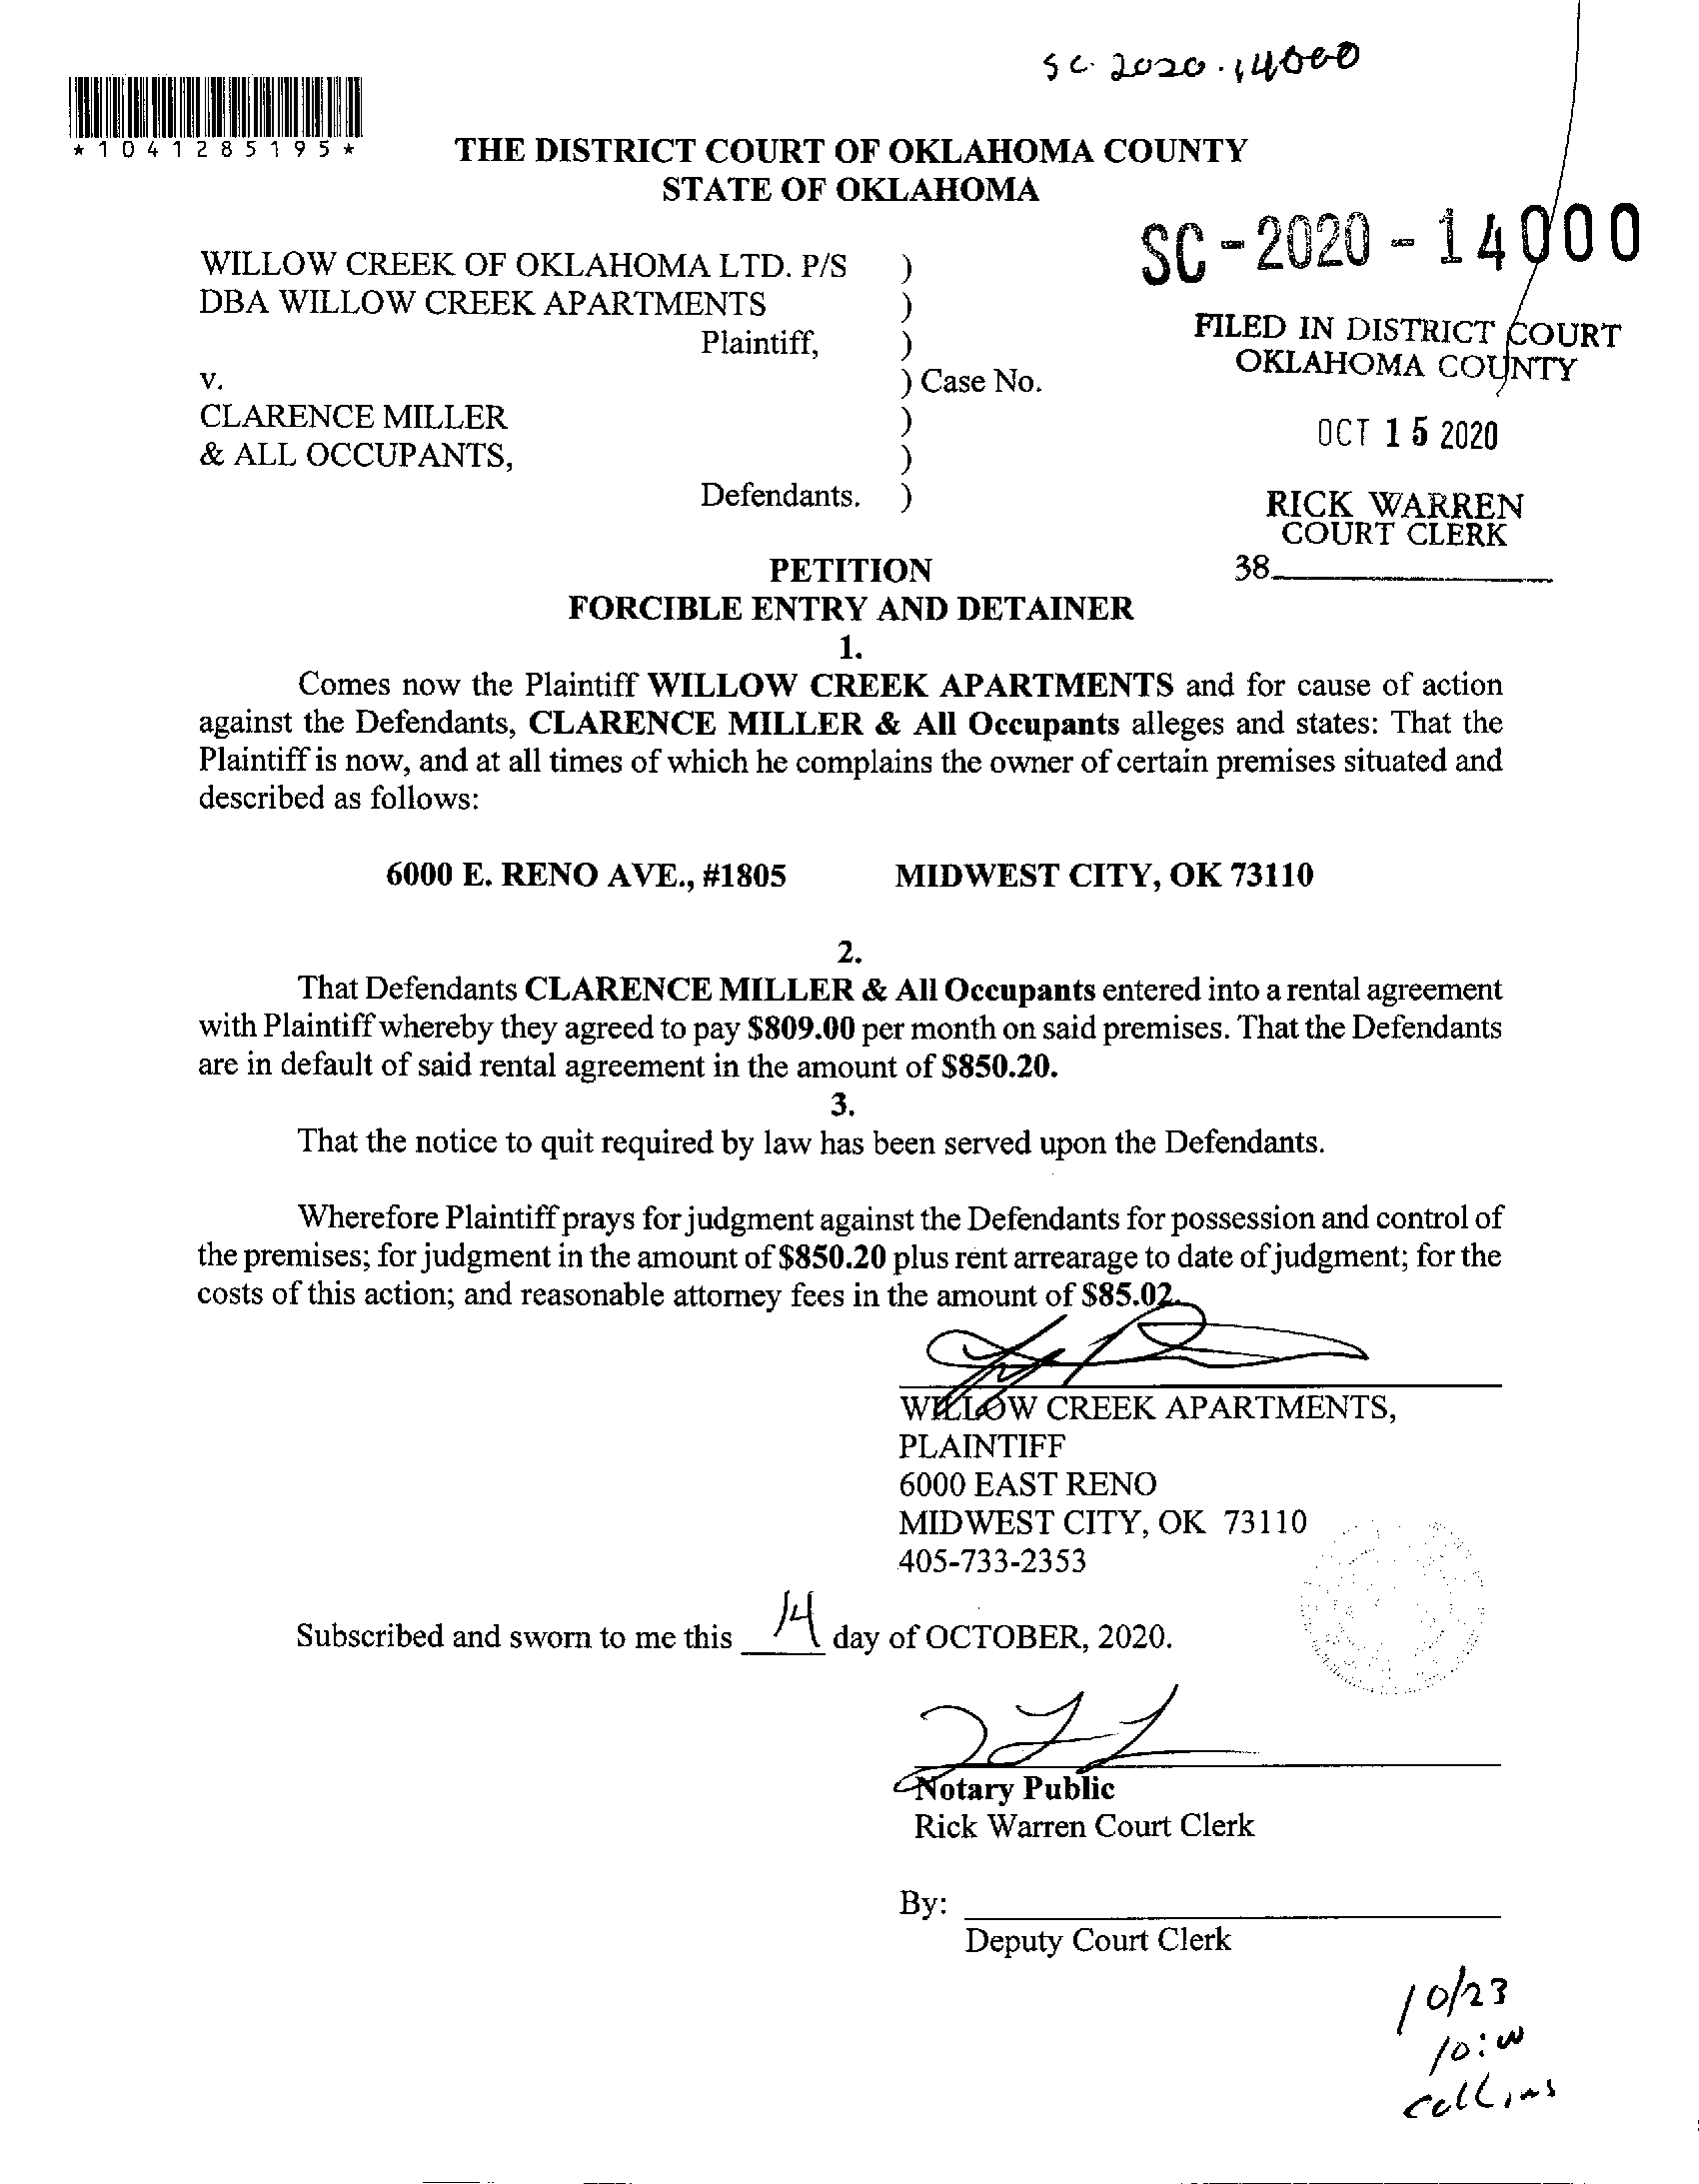 SC-2020-14000
*1041285195*
THE DISTRICT COURT OF OKLAHOMA COUNTY
STATE OF OKLAHOMA
SC-2020-14000
WILLOW CREEK OF OKLAHOMA LTD. P/S )
DBA WILLOW CREEK APARTMENTS )
Plaintiff, )
v. ) Case No.
CLARENCE MILLER )
& ALL OCCUPANTS, )
Defendants. )
FILED IN DISTRICT COURT
OKLAHOMA COUNTY
OCT 15 2020
RICK WARREN
COURT CLERK
38
PETITION
FORCIBLE ENTRY AND DETAINER
1.
Comes now the Plaintiff WILLOW CREEK APARTMENTS and for cause of action
against the Defendants, CLARENCE MILLER & All Occupants alleges and states: That the
Plaintiff is now, and at all times of which he complains the owner of certain premises situated and
described as follows:
6000 E. RENO AVE., #1805 MIDWEST CITY, OK 73110
2.
That Defendants CLARENCE MILLER & All Occupants entered into a rental agreement
with Plaintiff whereby they agreed to pay $809.00 per month on said premises. That the Defendants
are in default of said rental agreement in the amount of $850.20.
3.
That the notice to quit required by law has been served upon the Defendants.
Wherefore Plaintiff prays for judgment against the Defendants for possession and control of
the premises; for judgment in the amount of $850.20 plus rent arrearage to date of judgment; for the
costs of this action; and reasonable attorney fees in the amount of $85.02.
WILLOW CREEK APARTMENTS,
PLAINTIFF
6000 EAST RENO
MIDWEST CITY, OK 73110
405-733-2353
Subscribed and sworn to me this 14 day of OCTOBER, 2020.
Notary Public
Rick Warren Court Clerk
By:
Deputy Court Clerk
10/23
10:00
Collins